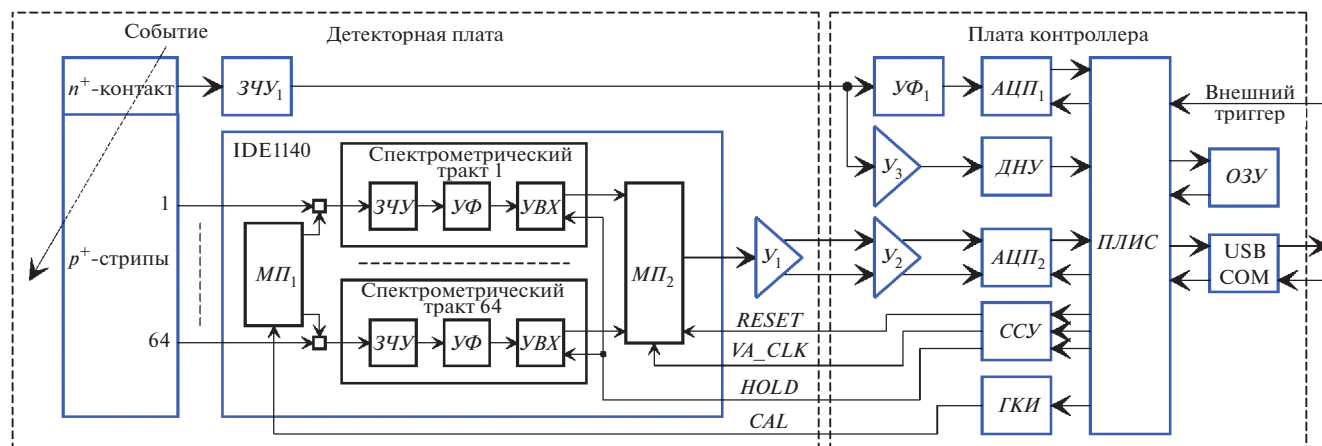 Событие
Детекторная плата
Плата контроллера
n⁺-контакт
ЗЧУ₁
УФ₁
АЦП₁
Внешний
триггер
IDE1140
Спектрометрический
тракт 1
У₃
ДНУ
ОЗУ
ЗЧУ
УФ
УВХ
1
p⁺-стрипы
МП₁
МП₂
У₁
У₂
АЦП₂
ПЛИС
USB
COM
Спектрометрический
тракт 64
64
ЗЧУ
УФ
УВХ
RESET
ССУ
VA_CLK
HOLD
ГКИ
CAL